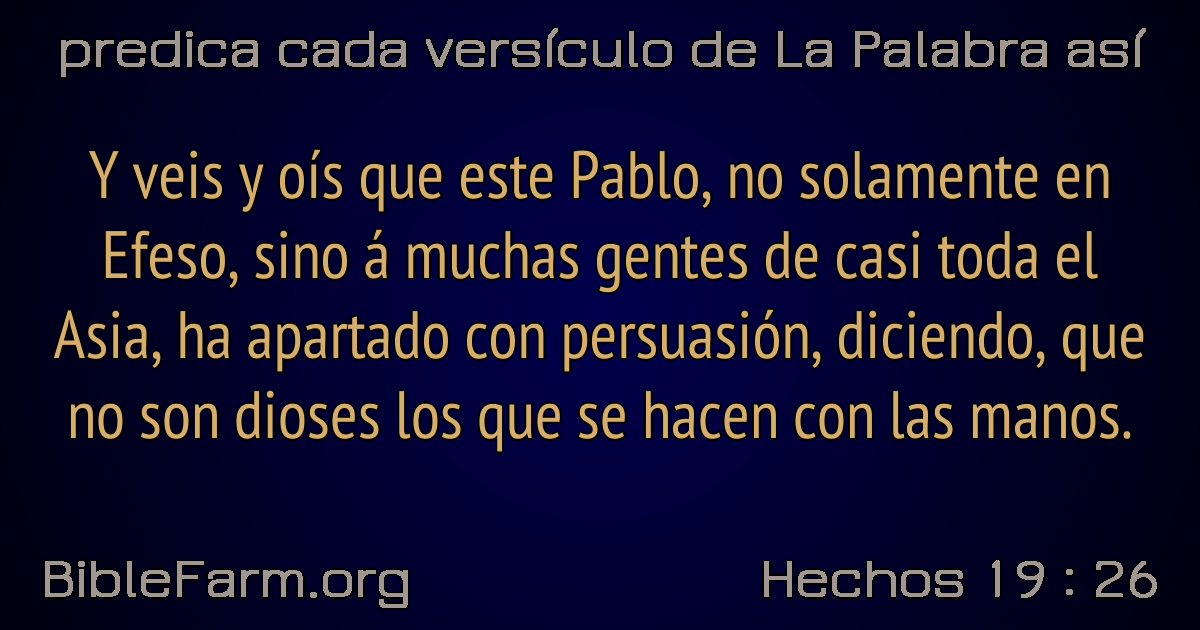 predica cada versículo de La Palabra así
Y veis y oís que este Pablo, no solamente en
Efeso, sino á muchas gentes de casi toda el
Asia, ha apartado con persuasión, diciendo, que
no son dioses los que se hacen con las manos.
BibleFarm.org
Hechos 19 : 26